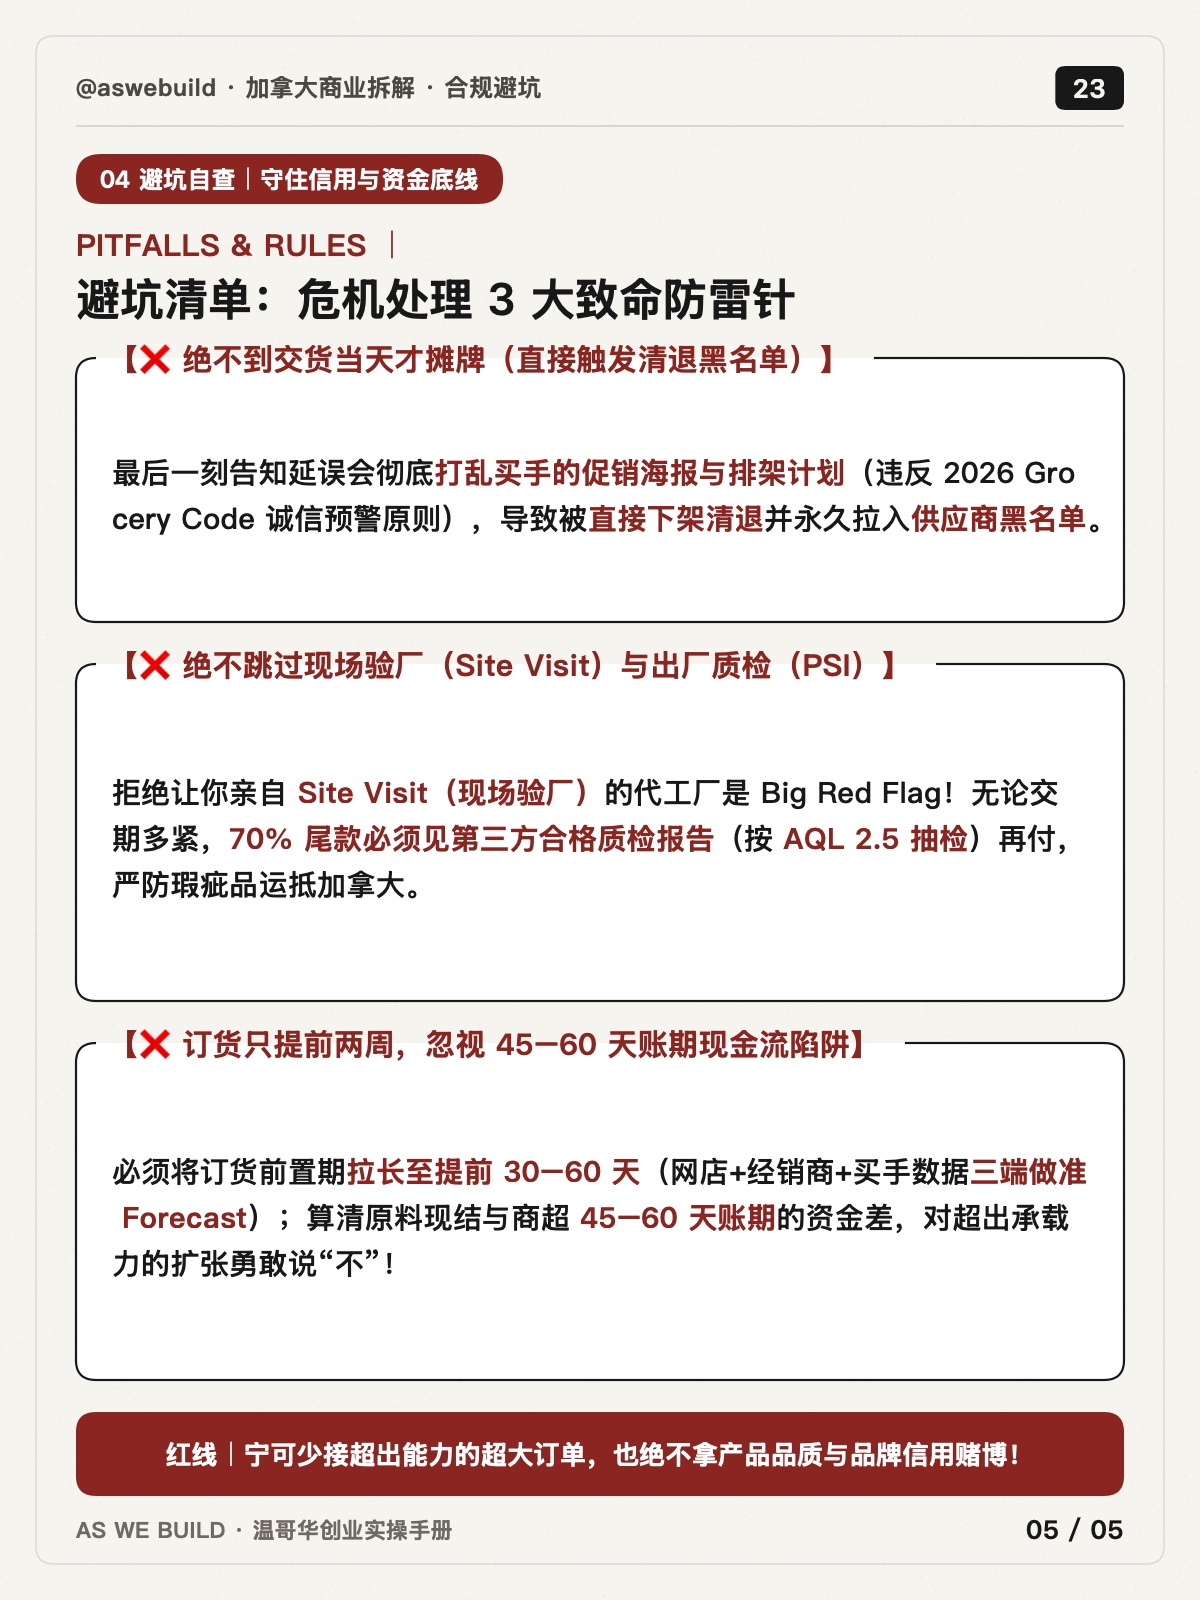 @aswebuild · 加拿大商业拆解 · 合规避坑
23
04 避坑自查｜守住信用与资金底线
PITFALLS & RULES ｜
避坑清单：危机处理 3 大致命防雷针
【❌ 绝不到交货当天才摊牌（直接触发清退黑名单）】
最后一刻告知延误会彻底打乱买手的促销海报与排架计划（违反 2026 Gro
cery Code 诚信预警原则），导致被直接下架清退并永久拉入供应商黑名单。
【❌ 绝不跳过现场验厂（Site Visit）与出厂质检（PSI）】
拒绝让你亲自 Site Visit（现场验厂）的代工厂是 Big Red Flag！无论交
期多紧，70% 尾款必须见第三方合格质检报告（按 AQL 2.5 抽检）再付，
严防瑕疵品运抵加拿大。
【❌ 订货只提前两周，忽视 45—60 天账期现金流陷阱】
必须将订货前置期拉长至提前 30—60 天（网店+经销商+买手数据三端做准
Forecast）；算清原料现结与商超 45—60 天账期的资金差，对超出承载
力的扩张勇敢说“不”！
红线｜宁可少接超出能力的超大订单，也绝不拿产品品质与品牌信用赌博！
AS WE BUILD · 温哥华创业实操手册
05 / 05